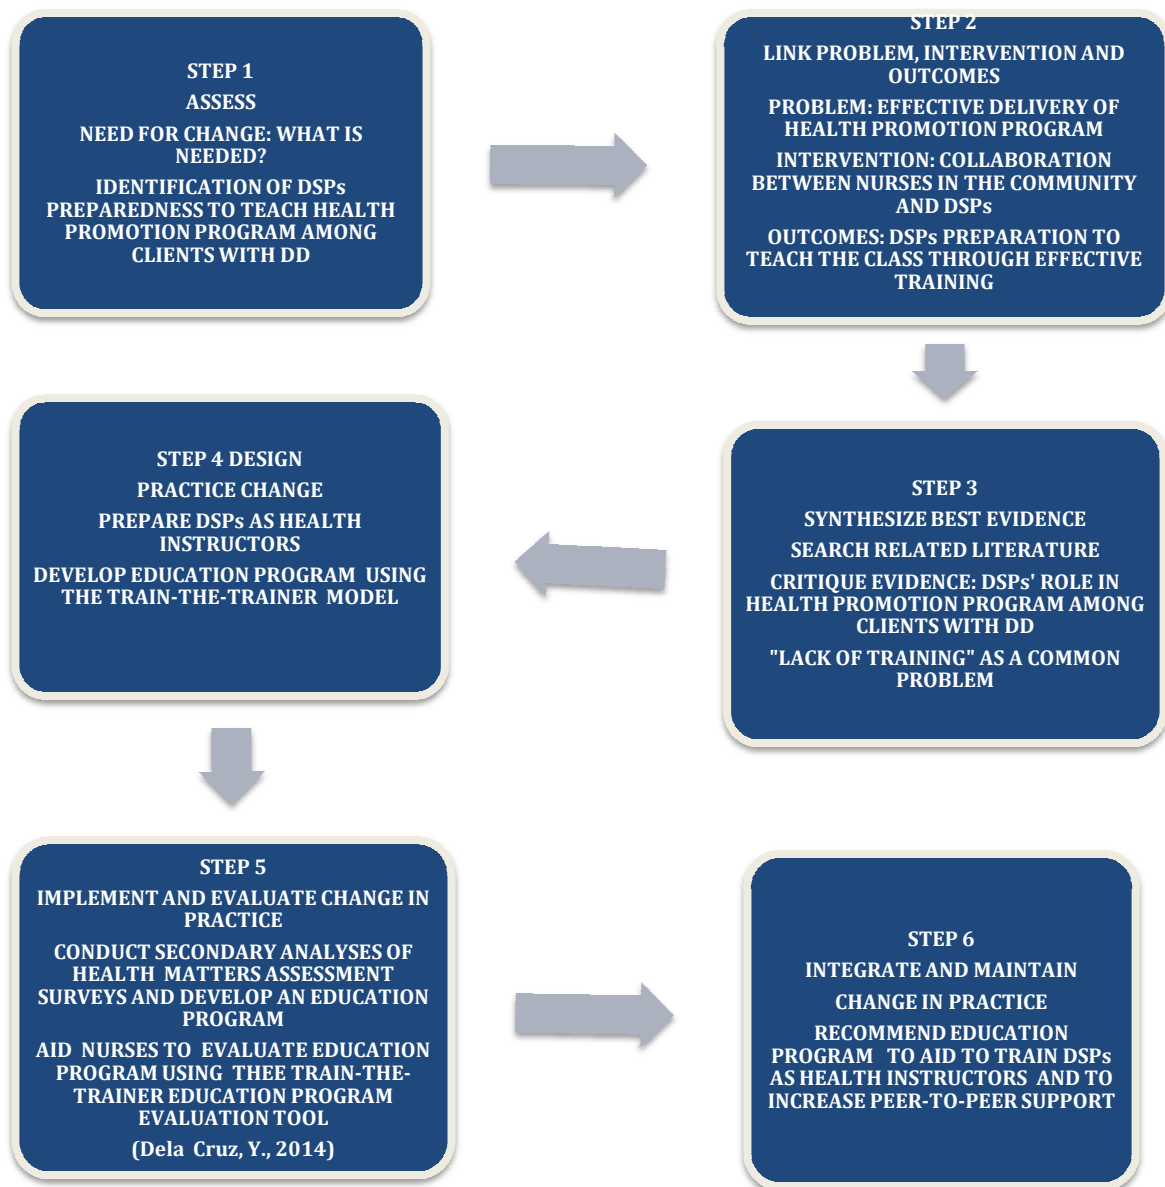 STEP 1
ASSESS
NEED FOR CHANGE: WHAT IS
NEEDED?
IDENTIFICATION OF DSPs
PREPAREDNESS TO TEACH HEALTH
PROMOTION PROGRAM AMONG
CLIENTS WITH DD
STEP 2
LINK PROBLEM, INTERVENTION AND
OUTCOMES
PROBLEM: EFFECTIVE DELIVERY OF
HEALTH PROMOTION PROGRAM
INTERVENTION: COLLABORATION
BETWEEN NURSES IN THE COMMUNITY
AND DSPs
OUTCOMES: DSPs PREPARATION TO
TEACH THE CLASS THROUGH EFFECTIVE
TRAINING
STEP 3
SYNTHESIZE BEST EVIDENCE
SEARCH RELATED LITERATURE
CRITIQUE EVIDENCE: DSPs' ROLE IN
HEALTH PROMOTION PROGRAM AMONG
CLIENTS WITH DD
"LACK OF TRAINING" AS A COMMON
PROBLEM
STEP 4 DESIGN
PRACTICE CHANGE
PREPARE DSPs AS HEALTH
INSTRUCTORS
DEVELOP EDUCATION PROGRAM USING
THE TRAIN-THE-TRAINER MODEL
STEP 5
IMPLEMENT AND EVALUATE CHANGE IN
PRACTICE
CONDUCT SECONDARY ANALYSES OF
HEALTH MATTERS ASSESSMENT
SURVEYS AND DEVELOP AN EDUCATION
PROGRAM
AID NURSES TO EVALUATE EDUCATION
PROGRAM USING THEE TRAIN-THE-
TRAINER EDUCATION PROGRAM
EVALUATION TOOL
(Dela Cruz, Y., 2014)
STEP 6
INTEGRATE AND MAINTAIN
CHANGE IN PRACTICE
RECOMMEND EDUCATION
PROGRAM TO AID TO TRAIN DSPs
AS HEALTH INSTRUCTORS AND TO
INCREASE PEER-TO-PEER SUPPORT